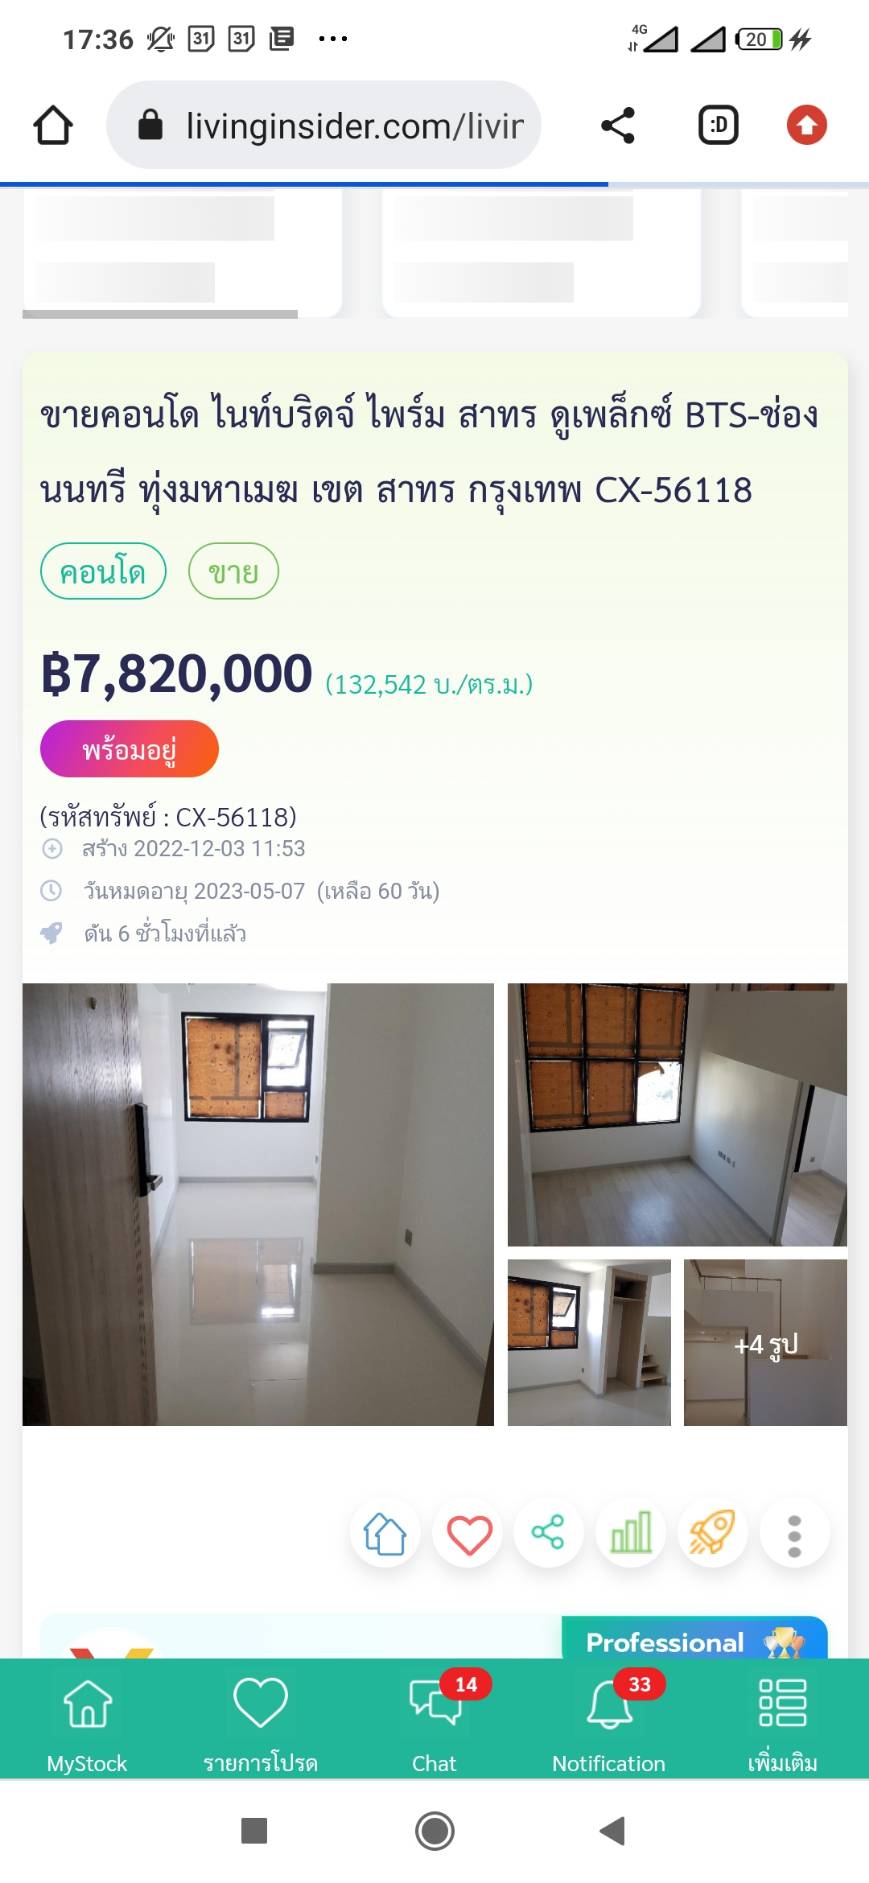 17:36
31
31
4G
20
livinginsider.com/livin
:D
ขายคอนโด ไนท์บริดจ์ ไพร์ม สาทร ดูเพล็กซ์ BTS-ช่อง
นนทรี ทุ่งมหาเมฆ เขต สาทร กรุงเทพ CX-56118
คอนโด ขาย
฿7,820,000 (132,542 บ./ตร.ม.)
พร้อมอยู่
(รหัสทรัพย์ : CX-56118)
สร้าง 2022-12-03 11:53
วันหมดอายุ 2023-05-07 (เหลือ 60 วัน)
ดัน 6 ชั่วโมงที่แล้ว
+4 รูป
Professional
14
33
MyStock รายการโปรด Chat Notification เพิ่มเติม